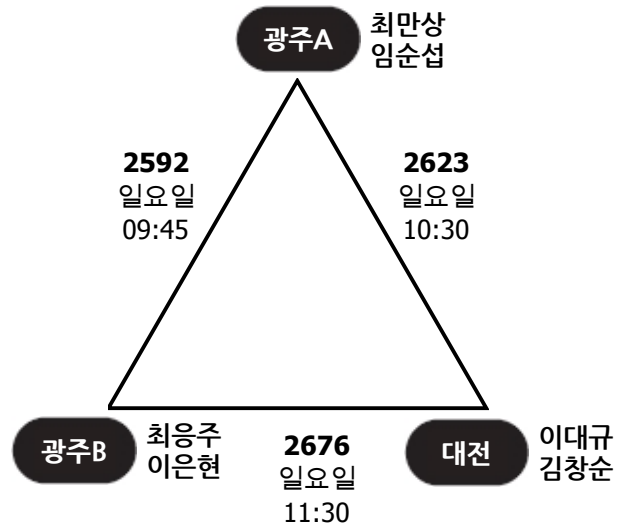 광주A
최만상
임순섭
2592
일요일
09:45
2623
일요일
10:30
광주B
최응주
이은현
2676
일요일
11:30
대전
이대규
김창순